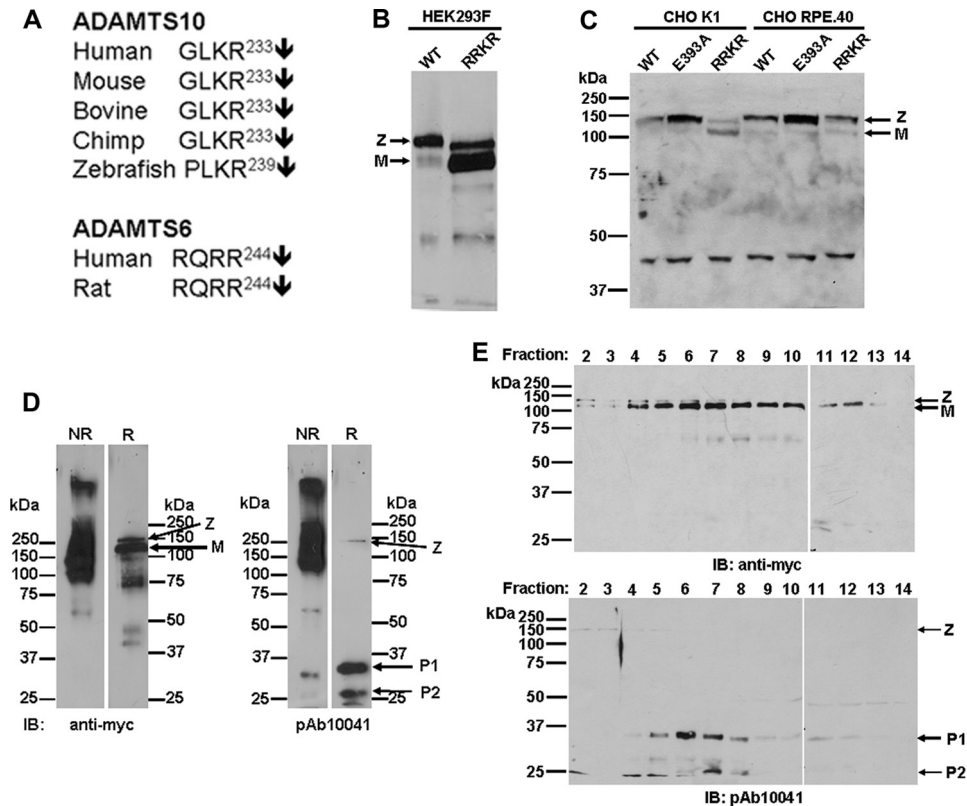 A
ADAMTS10
Human GLKR233
Mouse GLKR233
Bovine GLKR233
Chimp GLKR233
Zebrafish PLKR239
ADAMTS6
Human RQRR244
Rat RQRR244
B
HEK293F
WT RRKR
Z
M
C
CHO K1 CHO RPE.40
WT E393A RRKR WT E393A RRKR
kDa
250
150
100
75
50
37
Z
M
D
NR R
kDa kDa
250 250
150 150
100 100
75 75
50 50
37 37
25 25
Z
M
IB: anti-myc
NR R
kDa kDa
250 250
150 150
100 100
75 75
50 50
37 37
25 25
Z
P1
P2
pAb10041
E
Fraction: 2 3 4 5 6 7 8 9 10 11 12 13 14
kDa 250
150
100
75
50
37
25
Z
M
IB: anti-myc
Fraction: 2 3 4 5 6 7 8 9 10 11 12 13 14
kDa
250
150
100
75
50
37
25
Z
P1
P2
IB: pAb10041